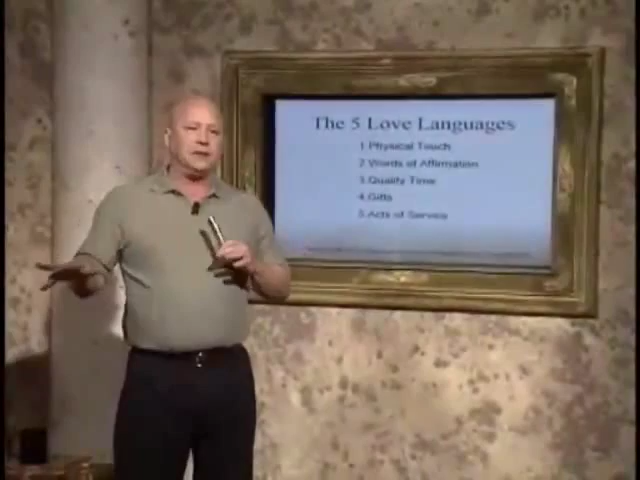 The 5 Love Languages
1.Physical Touch
2.Words of Affirmation
3.Quality Time
4.Gifts
5.Acts of Service